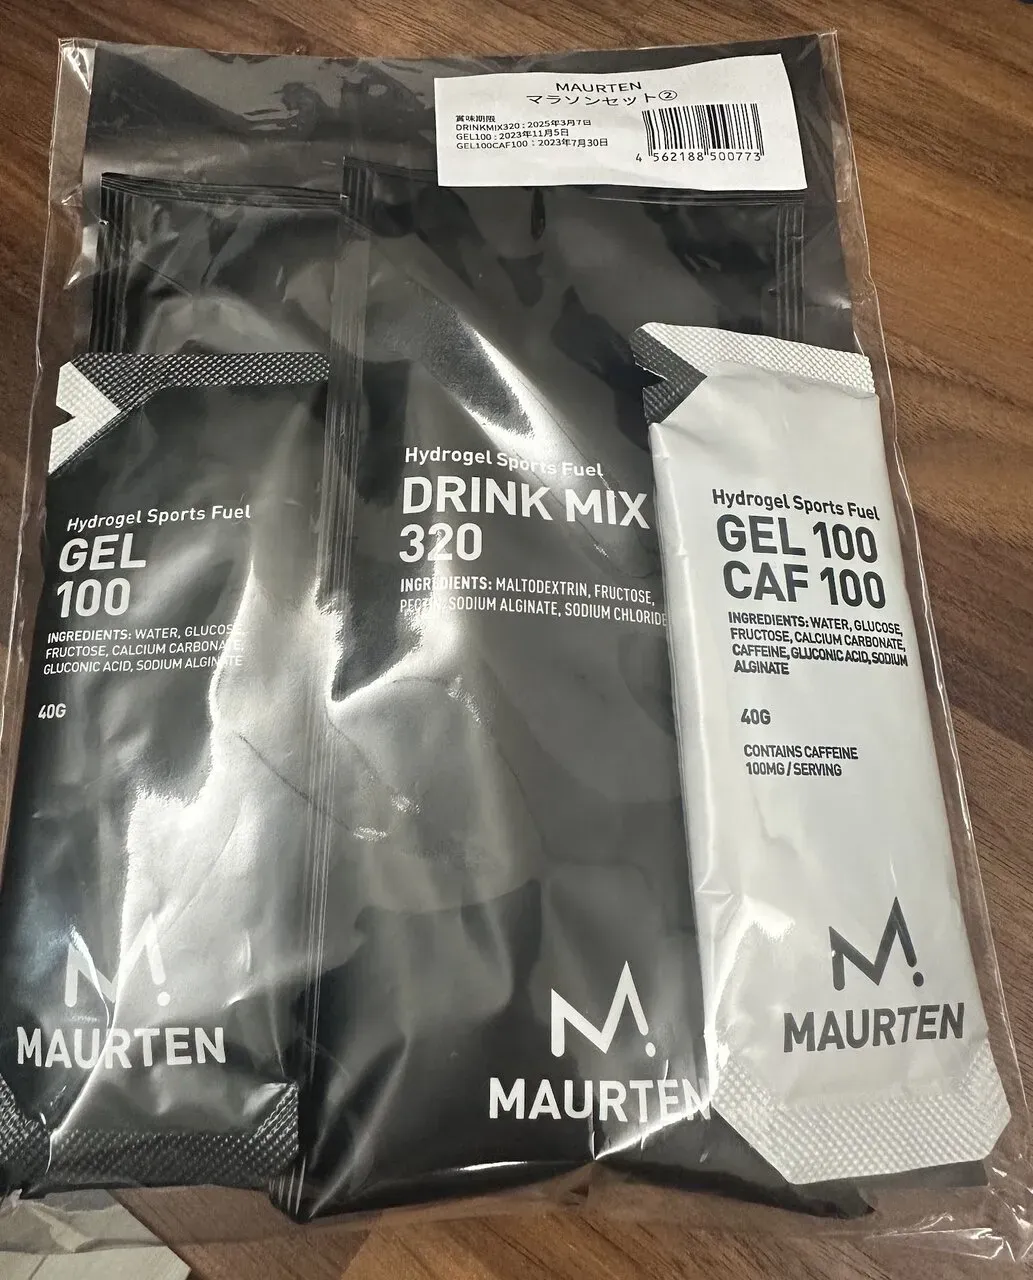 MAURTEN
マラソンセット②
賞味期限
DRINKMIX320：2025年3月7日
GEL100：2023年11月5日
GEL100CAF100：2023年7月30日
4 562188 500773
Hydrogel Sports Fuel
GEL
100
INGREDIENTS: WATER, GLUCOSE,
FRUCTOSE, CALCIUM CARBONATE,
GLUCONIC ACID, SODIUM ALGINATE
40G
MAURTEN
Hydrogel Sports Fuel
DRINK MIX
320
INGREDIENTS: MALTODEXTRIN, FRUCTOSE,
PECTIN, SODIUM ALGINATE, SODIUM CHLORIDE
MAURTEN
Hydrogel Sports Fuel
GEL 100
CAF 100
INGREDIENTS: WATER, GLUCOSE,
FRUCTOSE, CALCIUM CARBONATE,
CAFFEINE, GLUCONIC ACID, SODIUM
ALGINATE
40G
CONTAINS CAFFEINE
100MG / SERVING
MAURTEN